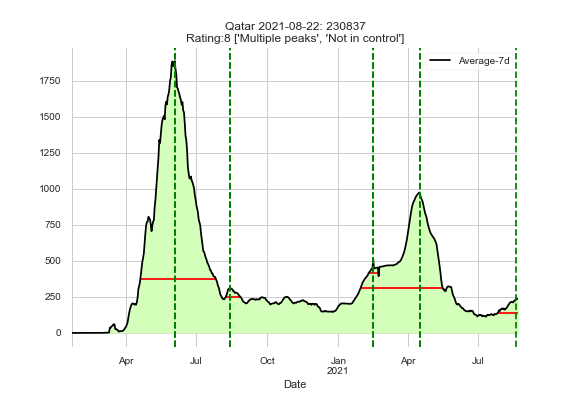 Qatar 2021-08-22: 230837
Rating:8 ['Multiple peaks', 'Not in control']
Average-7d
1750
1500
1250
1000
750
500
250
0
Apr
Jul
Oct
Jan
2021
Apr
Jul
Date